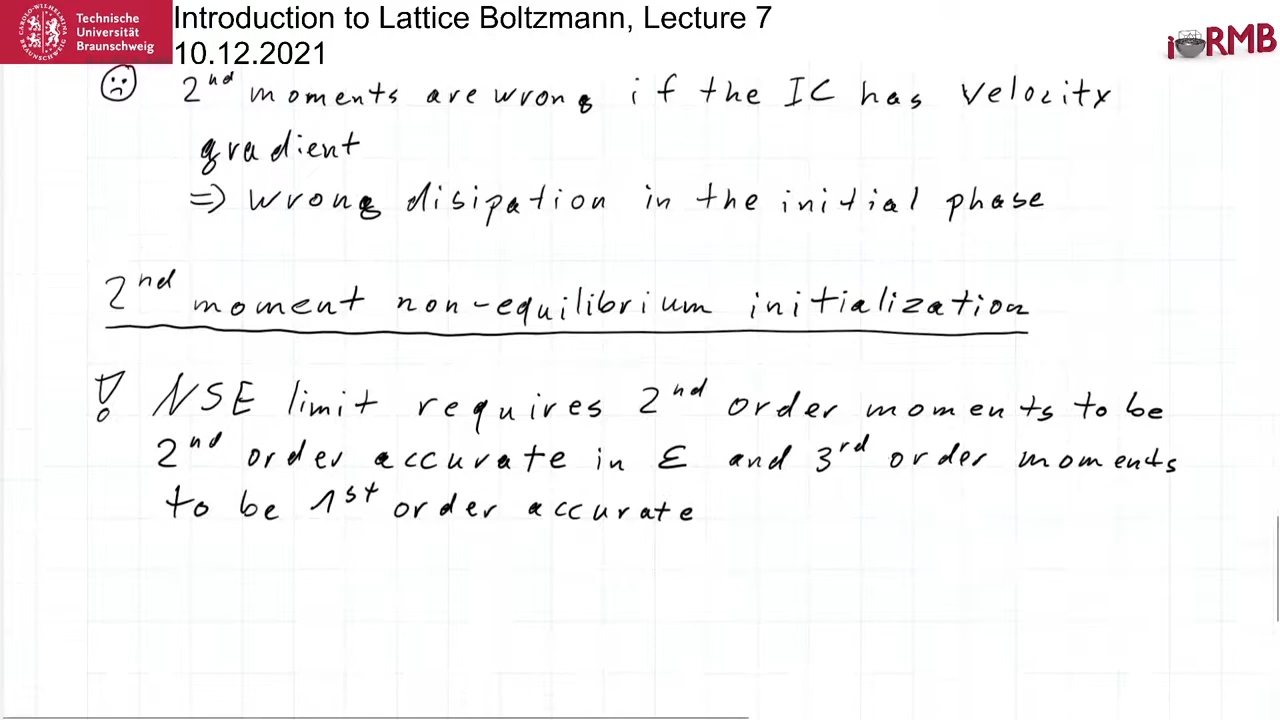 Technische
Universität
Braunschweig
Introduction to Lattice Boltzmann, Lecture 7
10.12.2021
iRMB
2nd moments are wrong if the IC has velocity
gradient
=> wrong disipation in the initial phase
2nd moment non-equilibrium initialization
! NSE limit requires 2nd order moments to be
2nd order accurate in ε and 3rd order moments
to be 1st order accurate